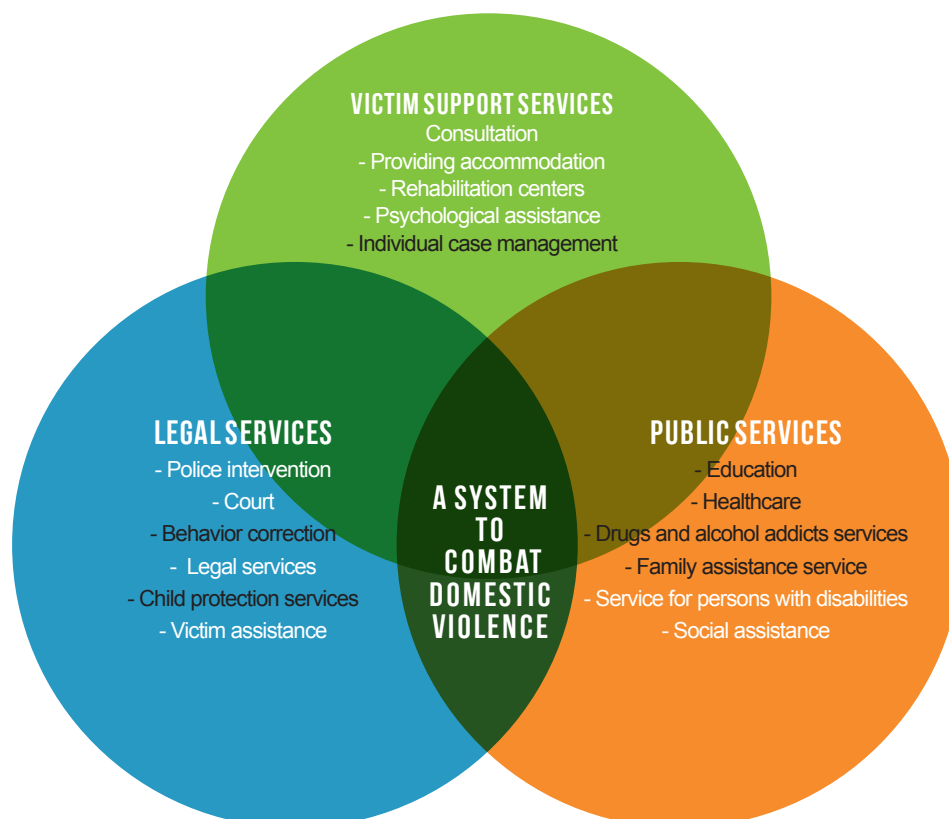 VICTIM SUPPORT SERVICES
Consultation
- Providing accommodation
- Rehabilitation centers
- Psychological assistance
- Individual case management
LEGAL SERVICES
- Police intervention
- Court
- Behavior correction
- Legal services
- Child protection services
- Victim assistance
A SYSTEM
TO
COMBAT
DOMESTIC
VIOLENCE
PUBLIC SERVICES
- Education
- Healthcare
- Drugs and alcohol addicts services
- Family assistance service
- Service for persons with disabilities
- Social assistance